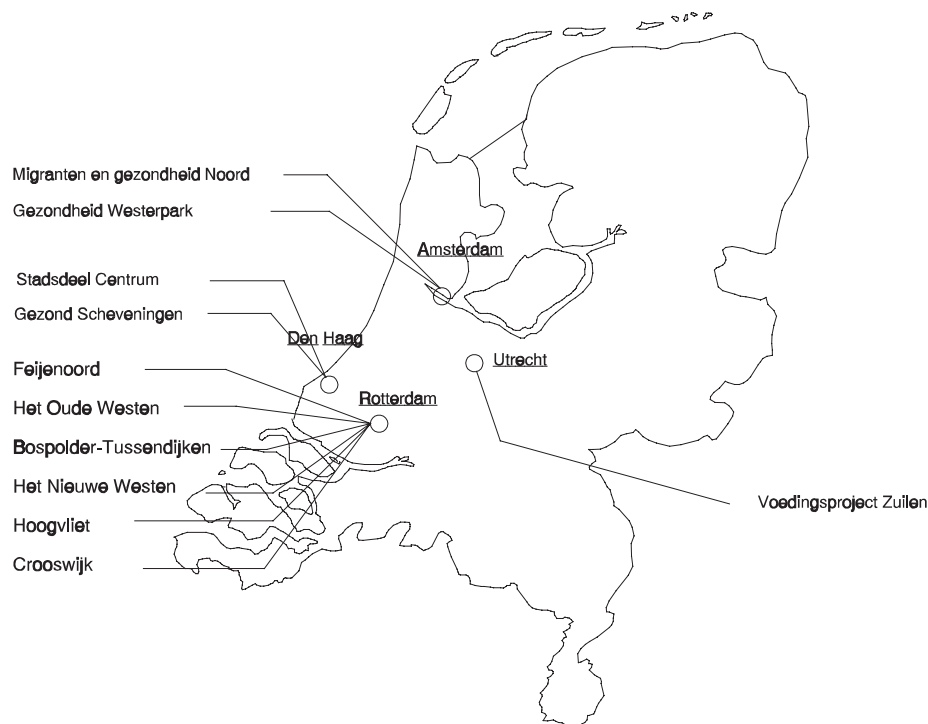 Migranten en gezondheid Noord
Gezondheid Westerpark
Amsterdam
Stadsdeel Centrum
Gezond Scheveningen
Den Haag
Utrecht
Feijenoord
Rotterdam
Het Oude Westen
Bospolder-Tussendijken
Het Nieuwe Westen
Voedingsproject Zuilen
Hoogvliet
Crooswijk